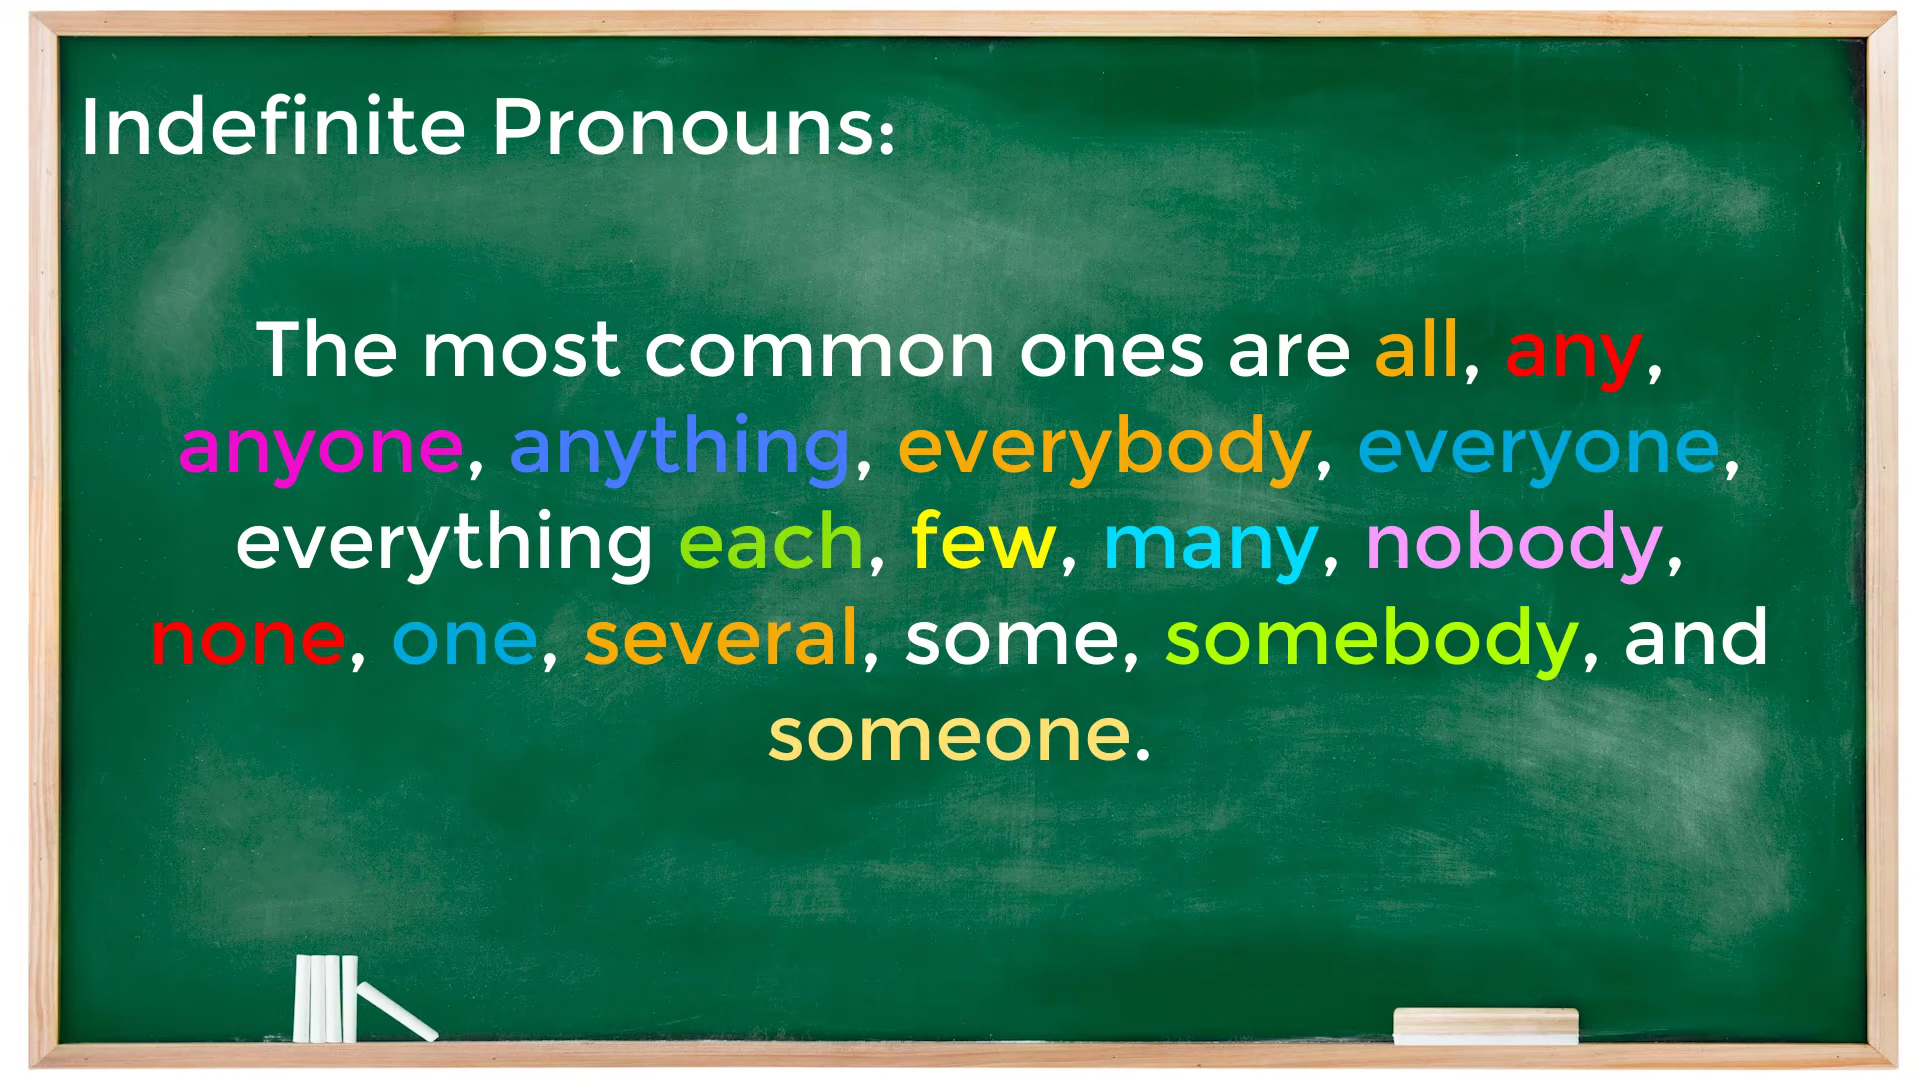 Indefinite Pronouns:
The most common ones are all, any,
anyone, anything, everybody, everyone,
everything each, few, many, nobody,
none, one, several, some, somebody, and
someone.